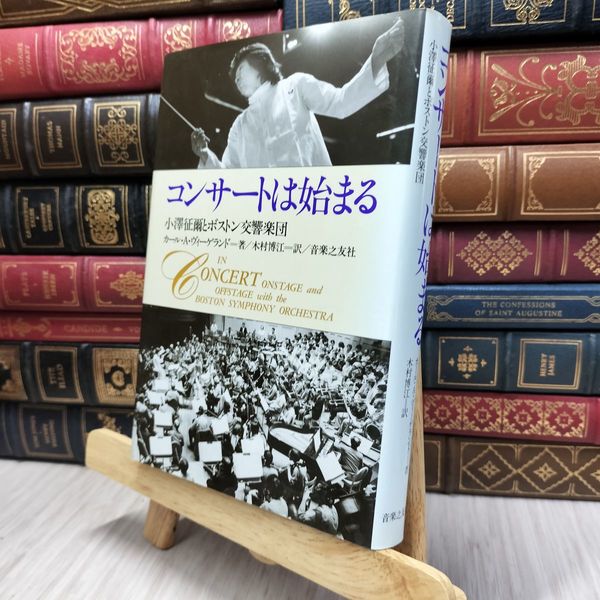 コンサートは始まる
小澤征爾とボストン交響楽団
カール・A・ヴィーゲランド=著/木村博江=訳/音楽之友社
IN
CONCERT ONSTAGE and
OFFSTAGE with the
BOSTON SYMPHONY ORCHESTRA
小澤征爾とボストン交響楽団
コンサートは始まる
木村博江=訳
音楽之友
THOMAS
MANN
CANDIDE
THE CONFESSIONS
OF SAINT AUGUSTINE
HENRY
JAMES